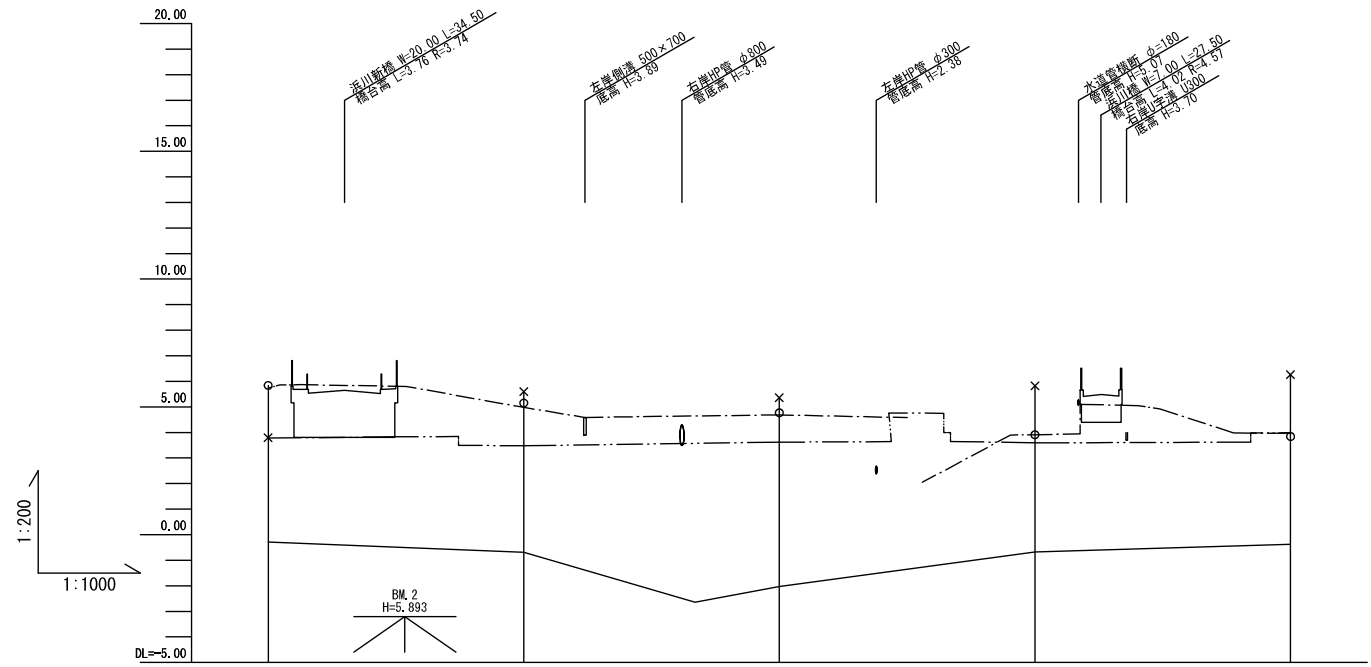 20.00
15.00
10.00
5.00
0.00
DL=-5.00
浜川新橋 W=20.00 L=34.50
橋台高 L=3.76 R=3.74
左岸側溝 500×700
底高 H=3.89
右岸HP管 φ800
管底高 H=3.49
左岸HP管 φ300
管底高 H=2.38
水道管横断 φ=180
管底高 H=5.07
浜川橋 W=7.00 L=27.50
橋台高 L=4.02 R=4.57
右岸U字溝 U300
底高 H=3.70
1:200
1:1000
BM.2
H=5.893